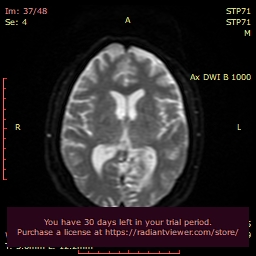 Im: 37/48
Se: 4
A
STP71
STP71
M
Ax DWI B 1000
R
L
You have 30 days left in your trial period.
Purchase a license at https://radiantviewer.com/store/